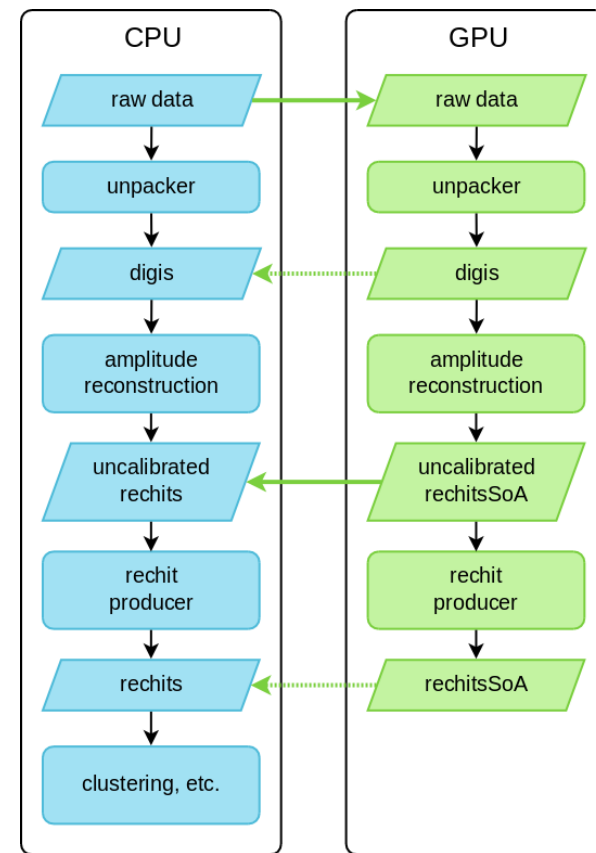 CPU
raw data
unpacker
digis
amplitude
reconstruction
uncalibrated
rechits
rechit
producer
rechits
clustering, etc.
GPU
raw data
unpacker
digis
amplitude
reconstruction
uncalibrated
rechitsSoA
rechit
producer
rechitsSoA